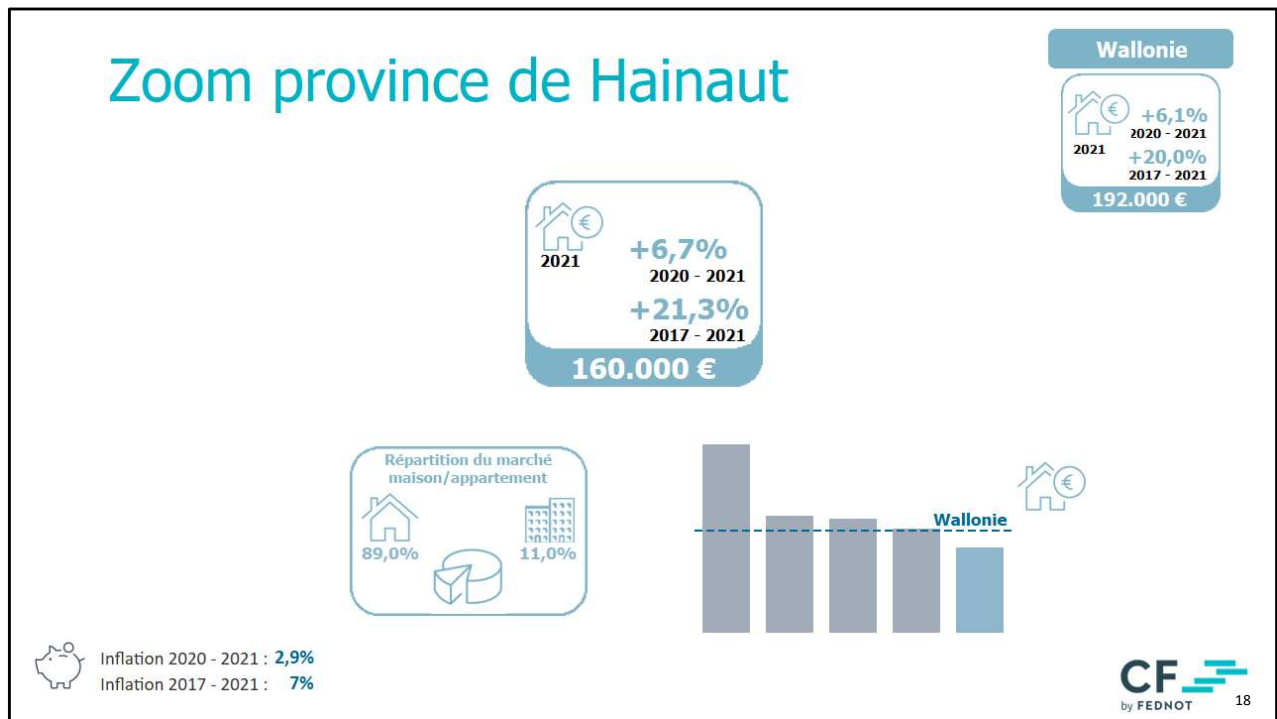 Zoom province de Hainaut
Wallonie
€
+6,1%
2020 - 2021
2021
+20,0%
2017 - 2021
192.000 €
€
+6,7%
2021
2020 - 2021
+21,3%
2017 - 2021
160.000 €
Répartition du marché
maison/appartement
89,0%
11,0%
€
Wallonie
Inflation 2020 - 2021 : 2,9%
Inflation 2017 - 2021 : 7%
CF
by FEDNOT
18